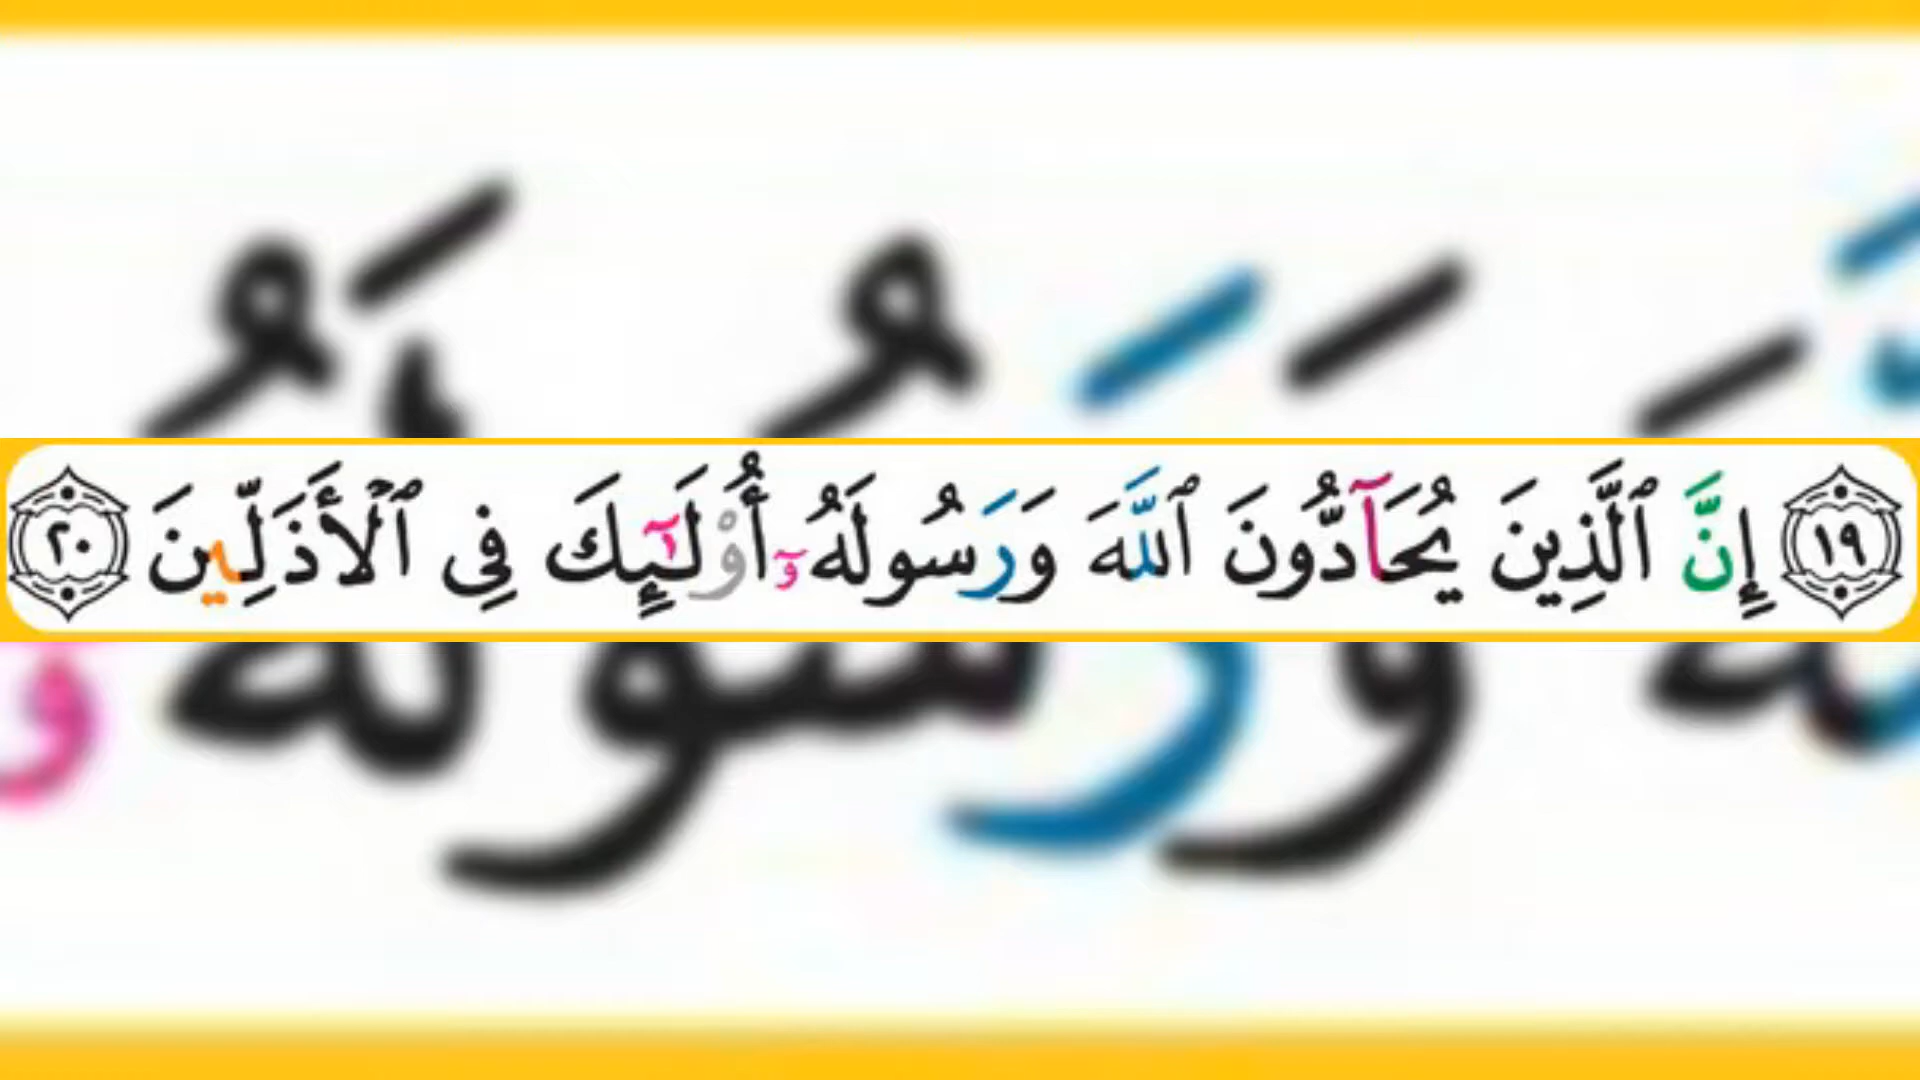 ١٩ إِنَّ ٱلَّذِينَ يُحَآدُّونَ ٱللَّهَ وَرَسُولَهُۥٓ أُو۟لَـٰٓئِكَ فِى ٱلْأَذَلِّينَ ٢٠